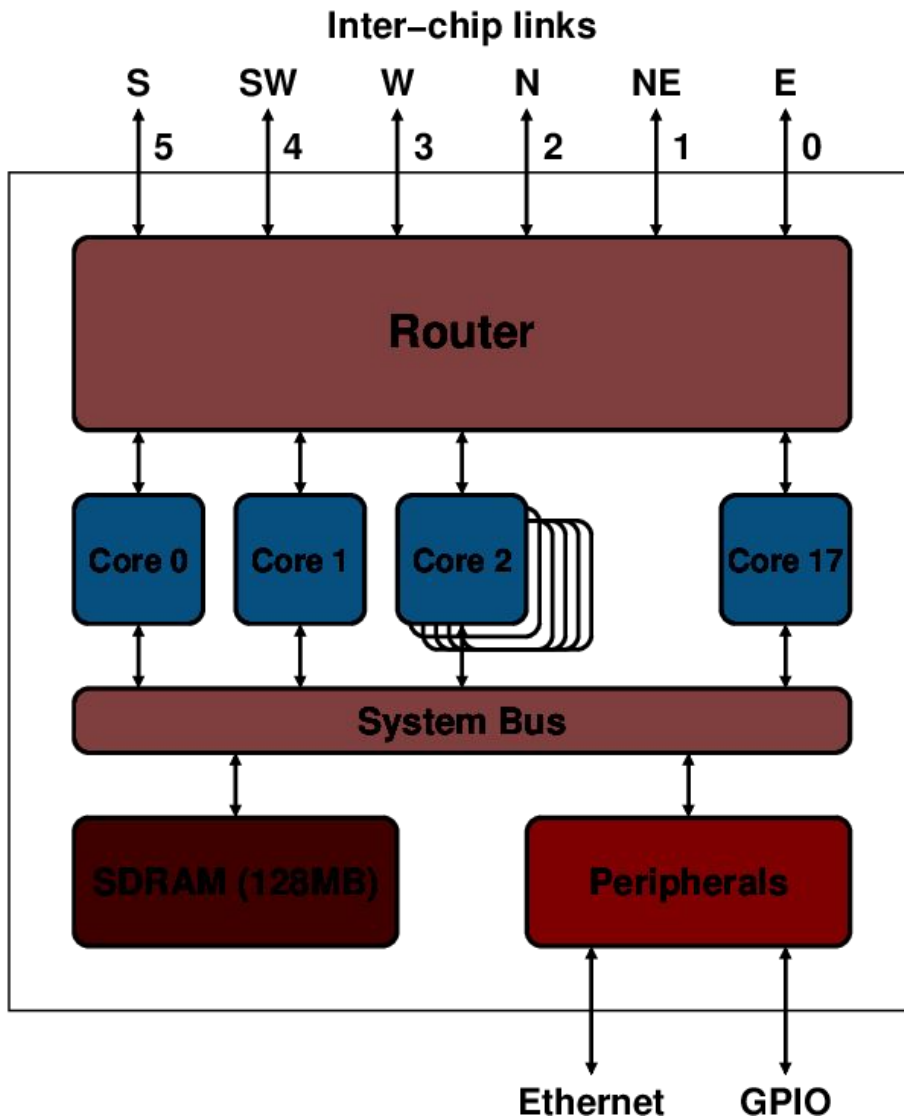 Inter−chip links
S SW W N NE E
5 4 3 2 1 0
Router
Core 0 Core 1 Core 2 Core 17
System Bus
SDRAM (128MB) Peripherals
Ethernet GPIO